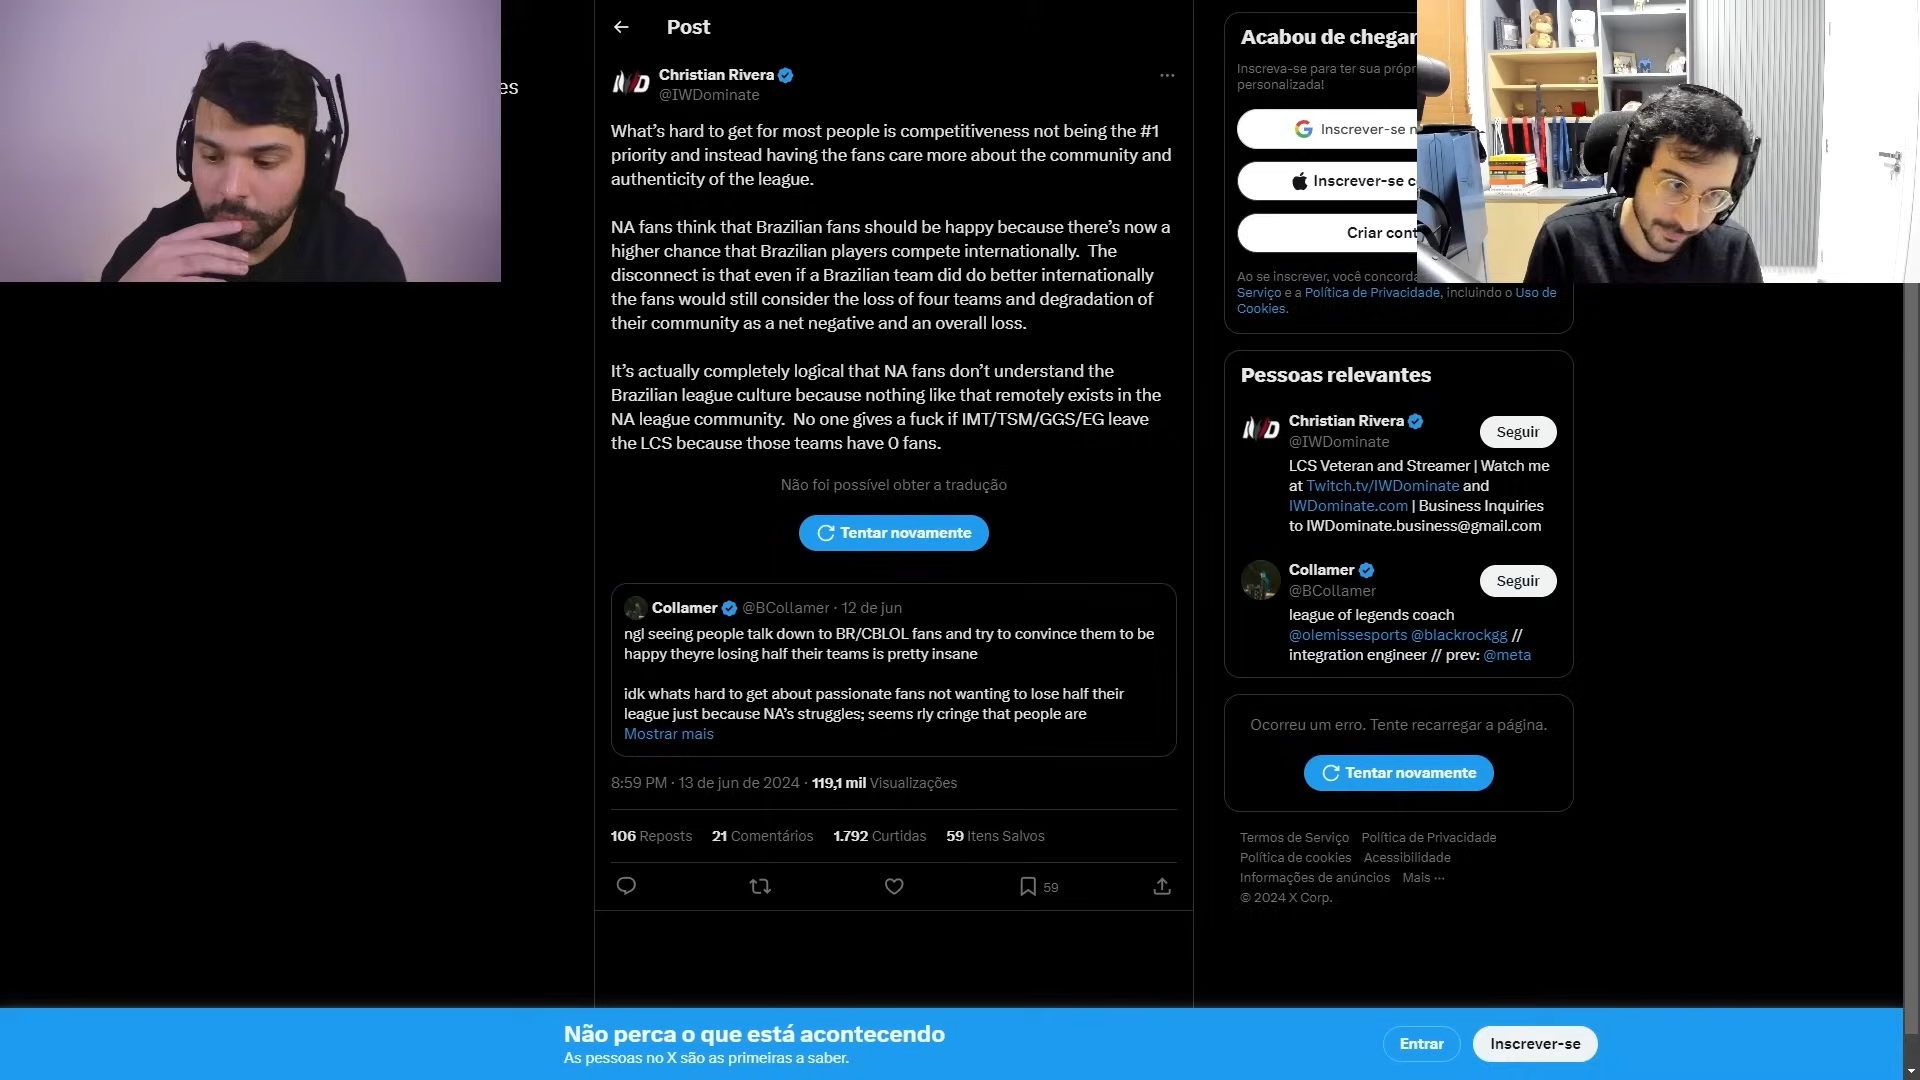 es
Post
Christian Rivera
@IWDominate
What's hard to get for most people is competitiveness not being the #1
priority and instead having the fans care more about the community and
authenticity of the league.
NA fans think that Brazilian fans should be happy because there's now a
higher chance that Brazilian players compete internationally.  The
disconnect is that even if a Brazilian team did do better internationally
the fans would still consider the loss of four teams and degradation of
their community as a net negative and an overall loss.
It's actually completely logical that NA fans don't understand the
Brazilian league culture because nothing like that remotely exists in the
NA league community.  No one gives a fuck if IMT/TSM/GGS/EG leave
the LCS because those teams have 0 fans.
Não foi possível obter a tradução
Tentar novamente
Collamer @BCollamer · 12 de jun
ngl seeing people talk down to BR/CBLOL fans and try to convince them to be
happy theyre losing half their teams is pretty insane
idk whats hard to get about passionate fans not wanting to lose half their
league just because NA's struggles; seems rly cringe that people are
Mostrar mais
8:59 PM · 13 de jun de 2024 · 119,1 mil Visualizações
106 Reposts 21 Comentários 1.792 Curtidas 59 Itens Salvos
59
Acabou de chegar
Inscreva-se para ter sua própr
personalizada!
Inscrever-se n
Inscrever-se c
Criar cont
Ao se inscrever, você concorda
Serviço e a Política de Privacidade, incluindo o Uso de
Cookies.
Pessoas relevantes
Christian Rivera
@IWDominate
Seguir
LCS Veteran and Streamer | Watch me
at Twitch.tv/IWDominate and
IWDominate.com | Business Inquiries
to IWDominate.business@gmail.com
Collamer
@BCollamer
Seguir
league of legends coach
@olemissesports @blackrockgg //
integration engineer // prev: @meta
Ocorreu um erro. Tente recarregar a página.
Tentar novamente
Termos de Serviço Política de Privacidade
Política de cookies Acessibilidade
Informações de anúncios Mais ···
© 2024 X Corp.
Não perca o que está acontecendo
As pessoas no X são as primeiras a saber.
Entrar
Inscrever-se